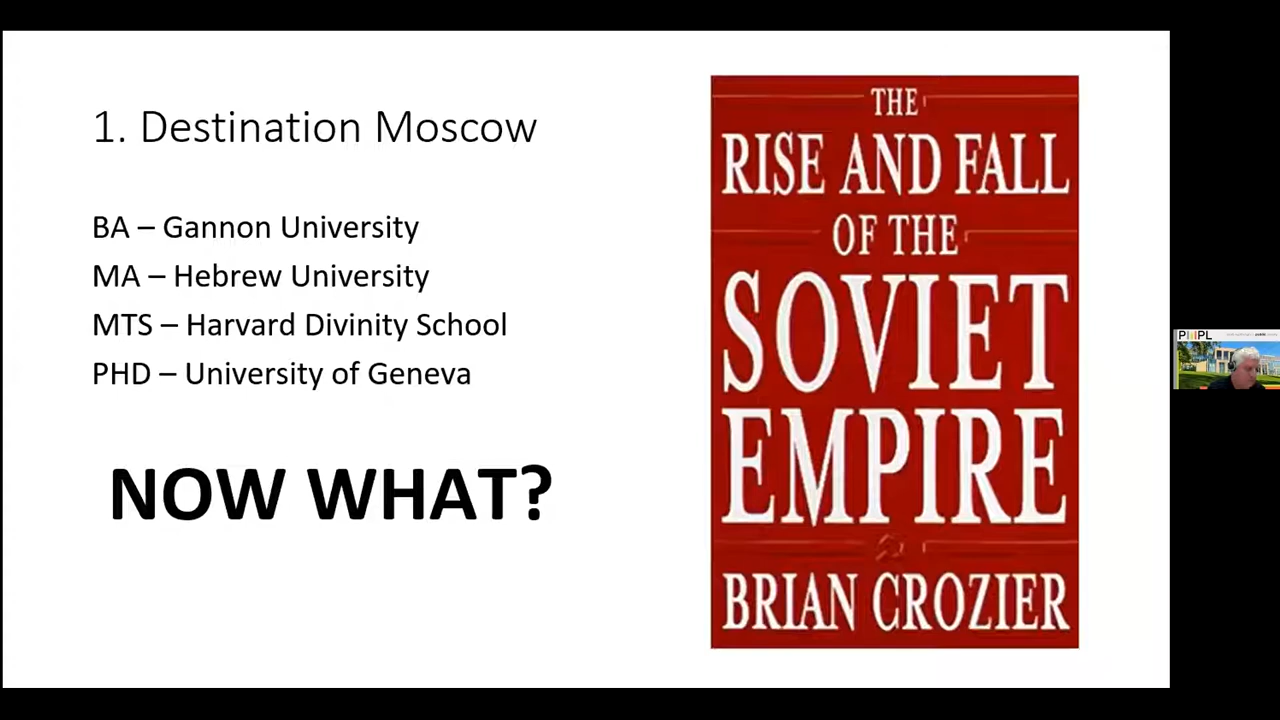 1. Destination Moscow
BA – Gannon University
MA – Hebrew University
MTS – Harvard Divinity School
PHD – University of Geneva
NOW WHAT?
THE
RISE AND FALL
OF THE
SOVIET
EMPIRE
BRIAN CROZIER